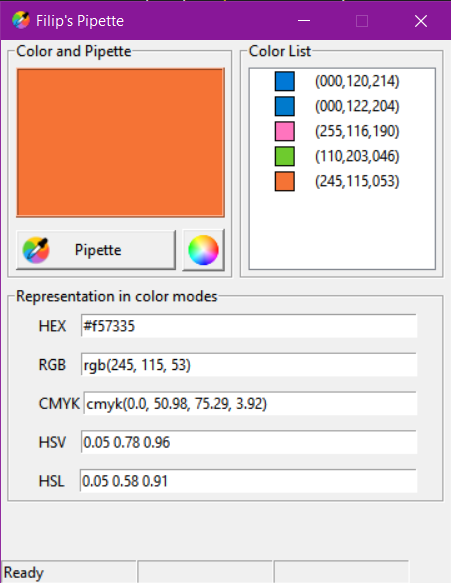 Filip's Pipette
Color and Pipette
Pipette
Color List
(000,120,214)
(000,122,204)
(255,116,190)
(110,203,046)
(245,115,053)
Representation in color modes
HEX #f57335
RGB rgb(245, 115, 53)
CMYK cmyk(0.0, 50.98, 75.29, 3.92)
HSV 0.05 0.78 0.96
HSL 0.05 0.58 0.91
Ready